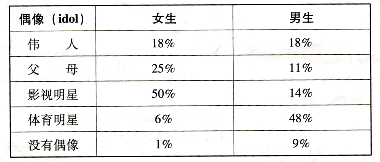 偶像（idol） 女生 男生
伟 人 18% 18%
父 母 25% 11%
影视明星 50% 14%
体育明星 6% 48%
没有偶像 1% 9%